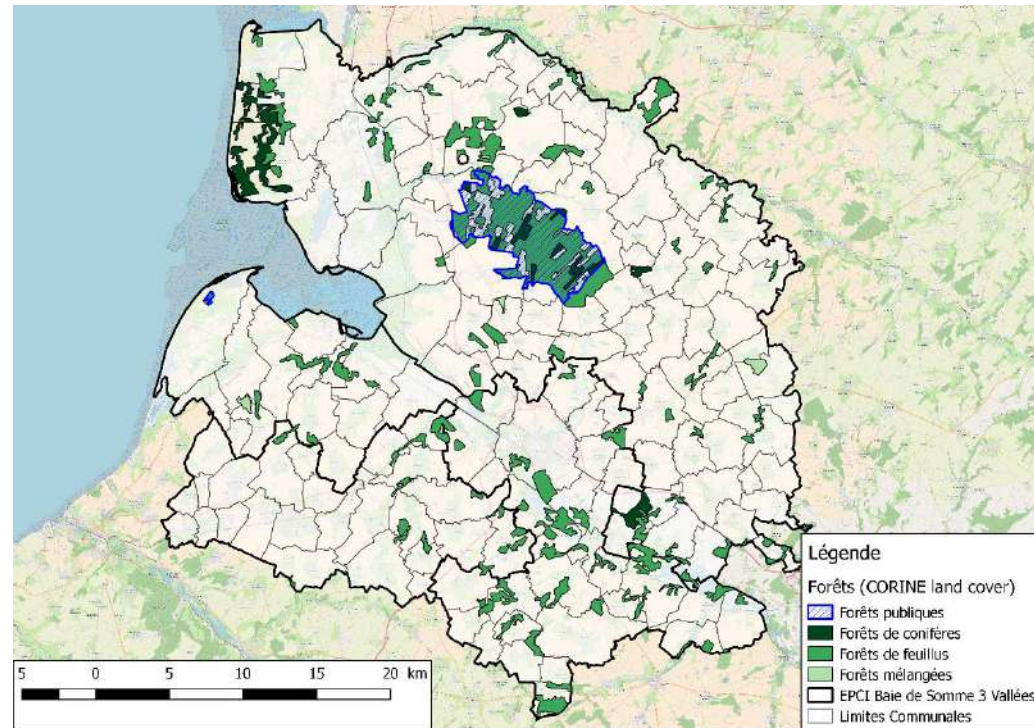 Légende
Forêts (CORINE land cover)
Forêts publiques
Forêts de conifères
Forêts de feuillus
Forêts mélangées
EPCI Baie de Somme 3 Vallées
Limites Communales
5 0 5 10 15 20 km